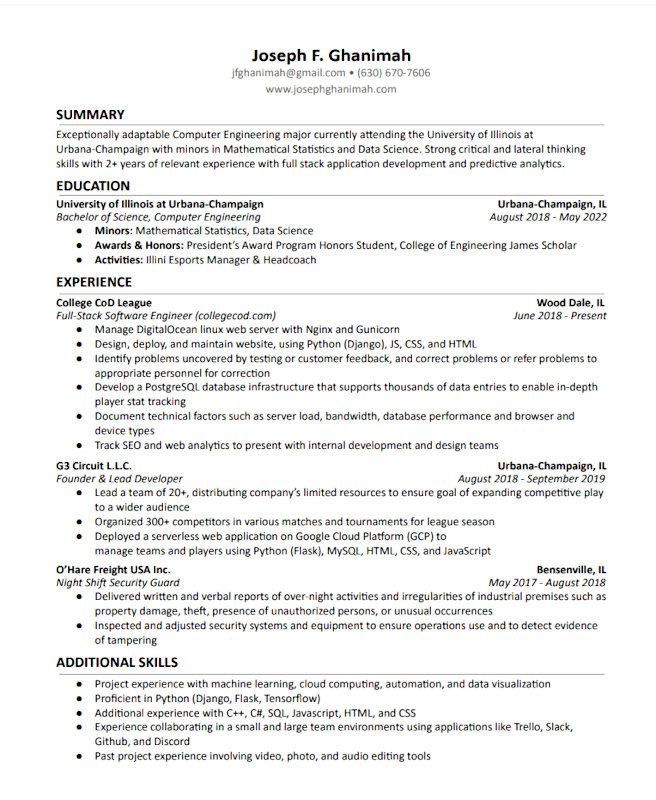 Joseph F. Ghanimah
jfghanimah@gmail.com • (630) 670-7606
www.josephghanimah.com
SUMMARY
Exceptionally adaptable Computer Engineering major currently attending the University of Illinois at
Urbana-Champaign with minors in Mathematical Statistics and Data Science. Strong critical and lateral thinking
skills with 2+ years of relevant experience with full stack application development and predictive analytics.
EDUCATION
University of Illinois at Urbana-Champaign Urbana-Champaign, IL
Bachelor of Science, Computer Engineering August 2018 - May 2022
● Minors: Mathematical Statistics, Data Science
● Awards & Honors: President's Award Program Honors Student, College of Engineering James Scholar
● Activities: Illini Esports Manager & Headcoach
EXPERIENCE
College CoD League Wood Dale, IL
Full-Stack Software Engineer (collegecod.com) June 2018 - Present
● Manage DigitalOcean linux web server with Nginx and Gunicorn
● Design, deploy, and maintain website, using Python (Django), JS, CSS, and HTML
● Identify problems uncovered by testing or customer feedback, and correct problems or refer problems to
appropriate personnel for correction
● Develop a PostgreSQL database infrastructure that supports thousands of data entries to enable in-depth
player stat tracking
● Document technical factors such as server load, bandwidth, database performance and browser and
device types
● Track SEO and web analytics to present with internal development and design teams
G3 Circuit L.L.C. Urbana-Champaign, IL
Founder & Lead Developer August 2018 - September 2019
● Lead a team of 20+, distributing company's limited resources to ensure goal of expanding competitive play
to a wider audience
● Organized 300+ competitors in various matches and tournaments for league season
● Deployed a serverless web application on Google Cloud Platform (GCP) to
manage teams and players using Python (Flask), MySQL, HTML, CSS, and JavaScript
O'Hare Freight USA Inc. Bensenville, IL
Night Shift Security Guard May 2017 - August 2018
● Delivered written and verbal reports of over-night activities and irregularities of industrial premises such as
property damage, theft, presence of unauthorized persons, or unusual occurrences
● Inspected and adjusted security systems and equipment to ensure operations use and to detect evidence
of tampering
ADDITIONAL SKILLS
● Project experience with machine learning, cloud computing, automation, and data visualization
● Proficient in Python (Django, Flask, Tensorflow)
● Additional experience with C++, C#, SQL, Javascript, HTML, and CSS
● Experience collaborating in a small and large team environments using applications like Trello, Slack,
Github, and Discord
● Past project experience involving video, photo, and audio editing tools